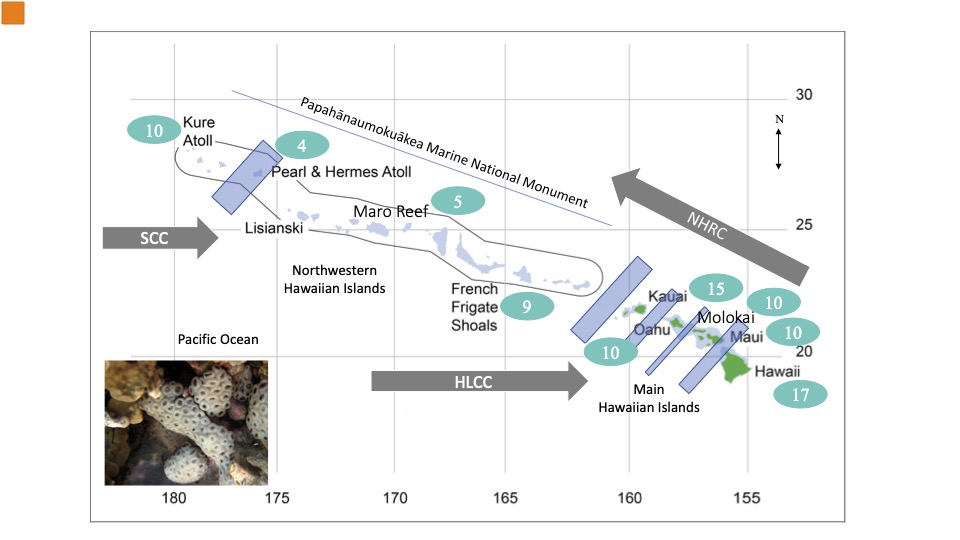 30
Papahānaumokuākea Marine National Monument
N
10
Kure
Atoll
4
Pearl & Hermes Atoll
Maro Reef
5
NHRC
SCC
Lisianski
25
Northwestern
Hawaiian Islands
French
Frigate
Shoals
9
Kauai
15
10
Molokai
Oahu
Maui
10
Pacific Ocean
10
20
Hawaii
HLCC
Main
Hawaiian Islands
17
180
175
170
165
160
155